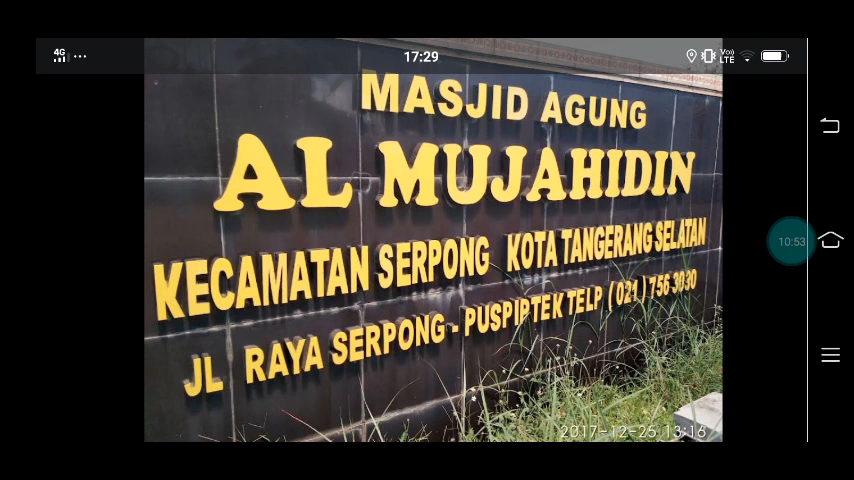 4G
17:29
Vo))
LTE
MASJID AGUNG
AL MUJAHIDIN
KECAMATAN SERPONG KOTA TANGERANG SELATAN
JL RAYA SERPONG - PUSPIPTEK TELP (021) 756 3030
10:53
2017-12-25 13:16